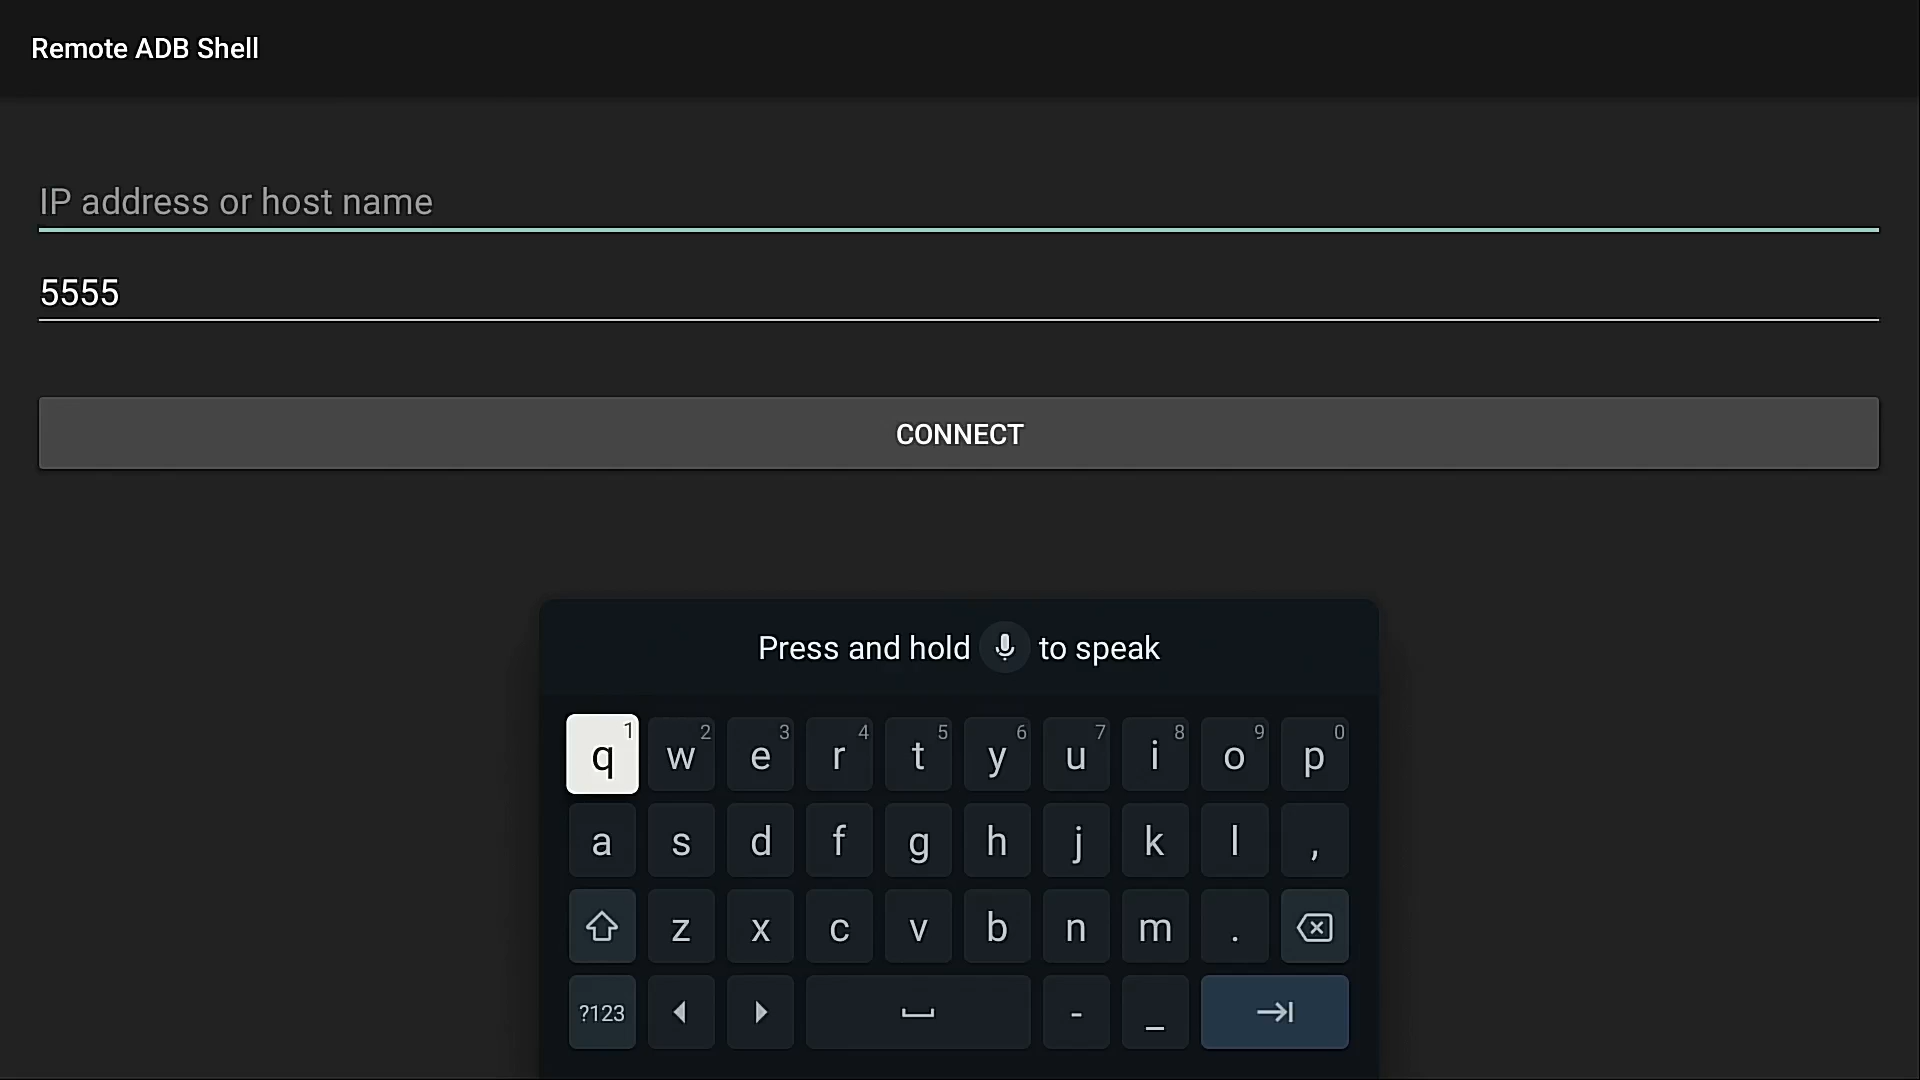 Remote ADB Shell
IP address or host name
5555
CONNECT
Press and hold to speak
q 1 w 2 e 3 r 4 t 5 y 6 u 7 i 8 o 9 p 0
a s d f g h j k l ,
z x c v b n m .
?123 - _